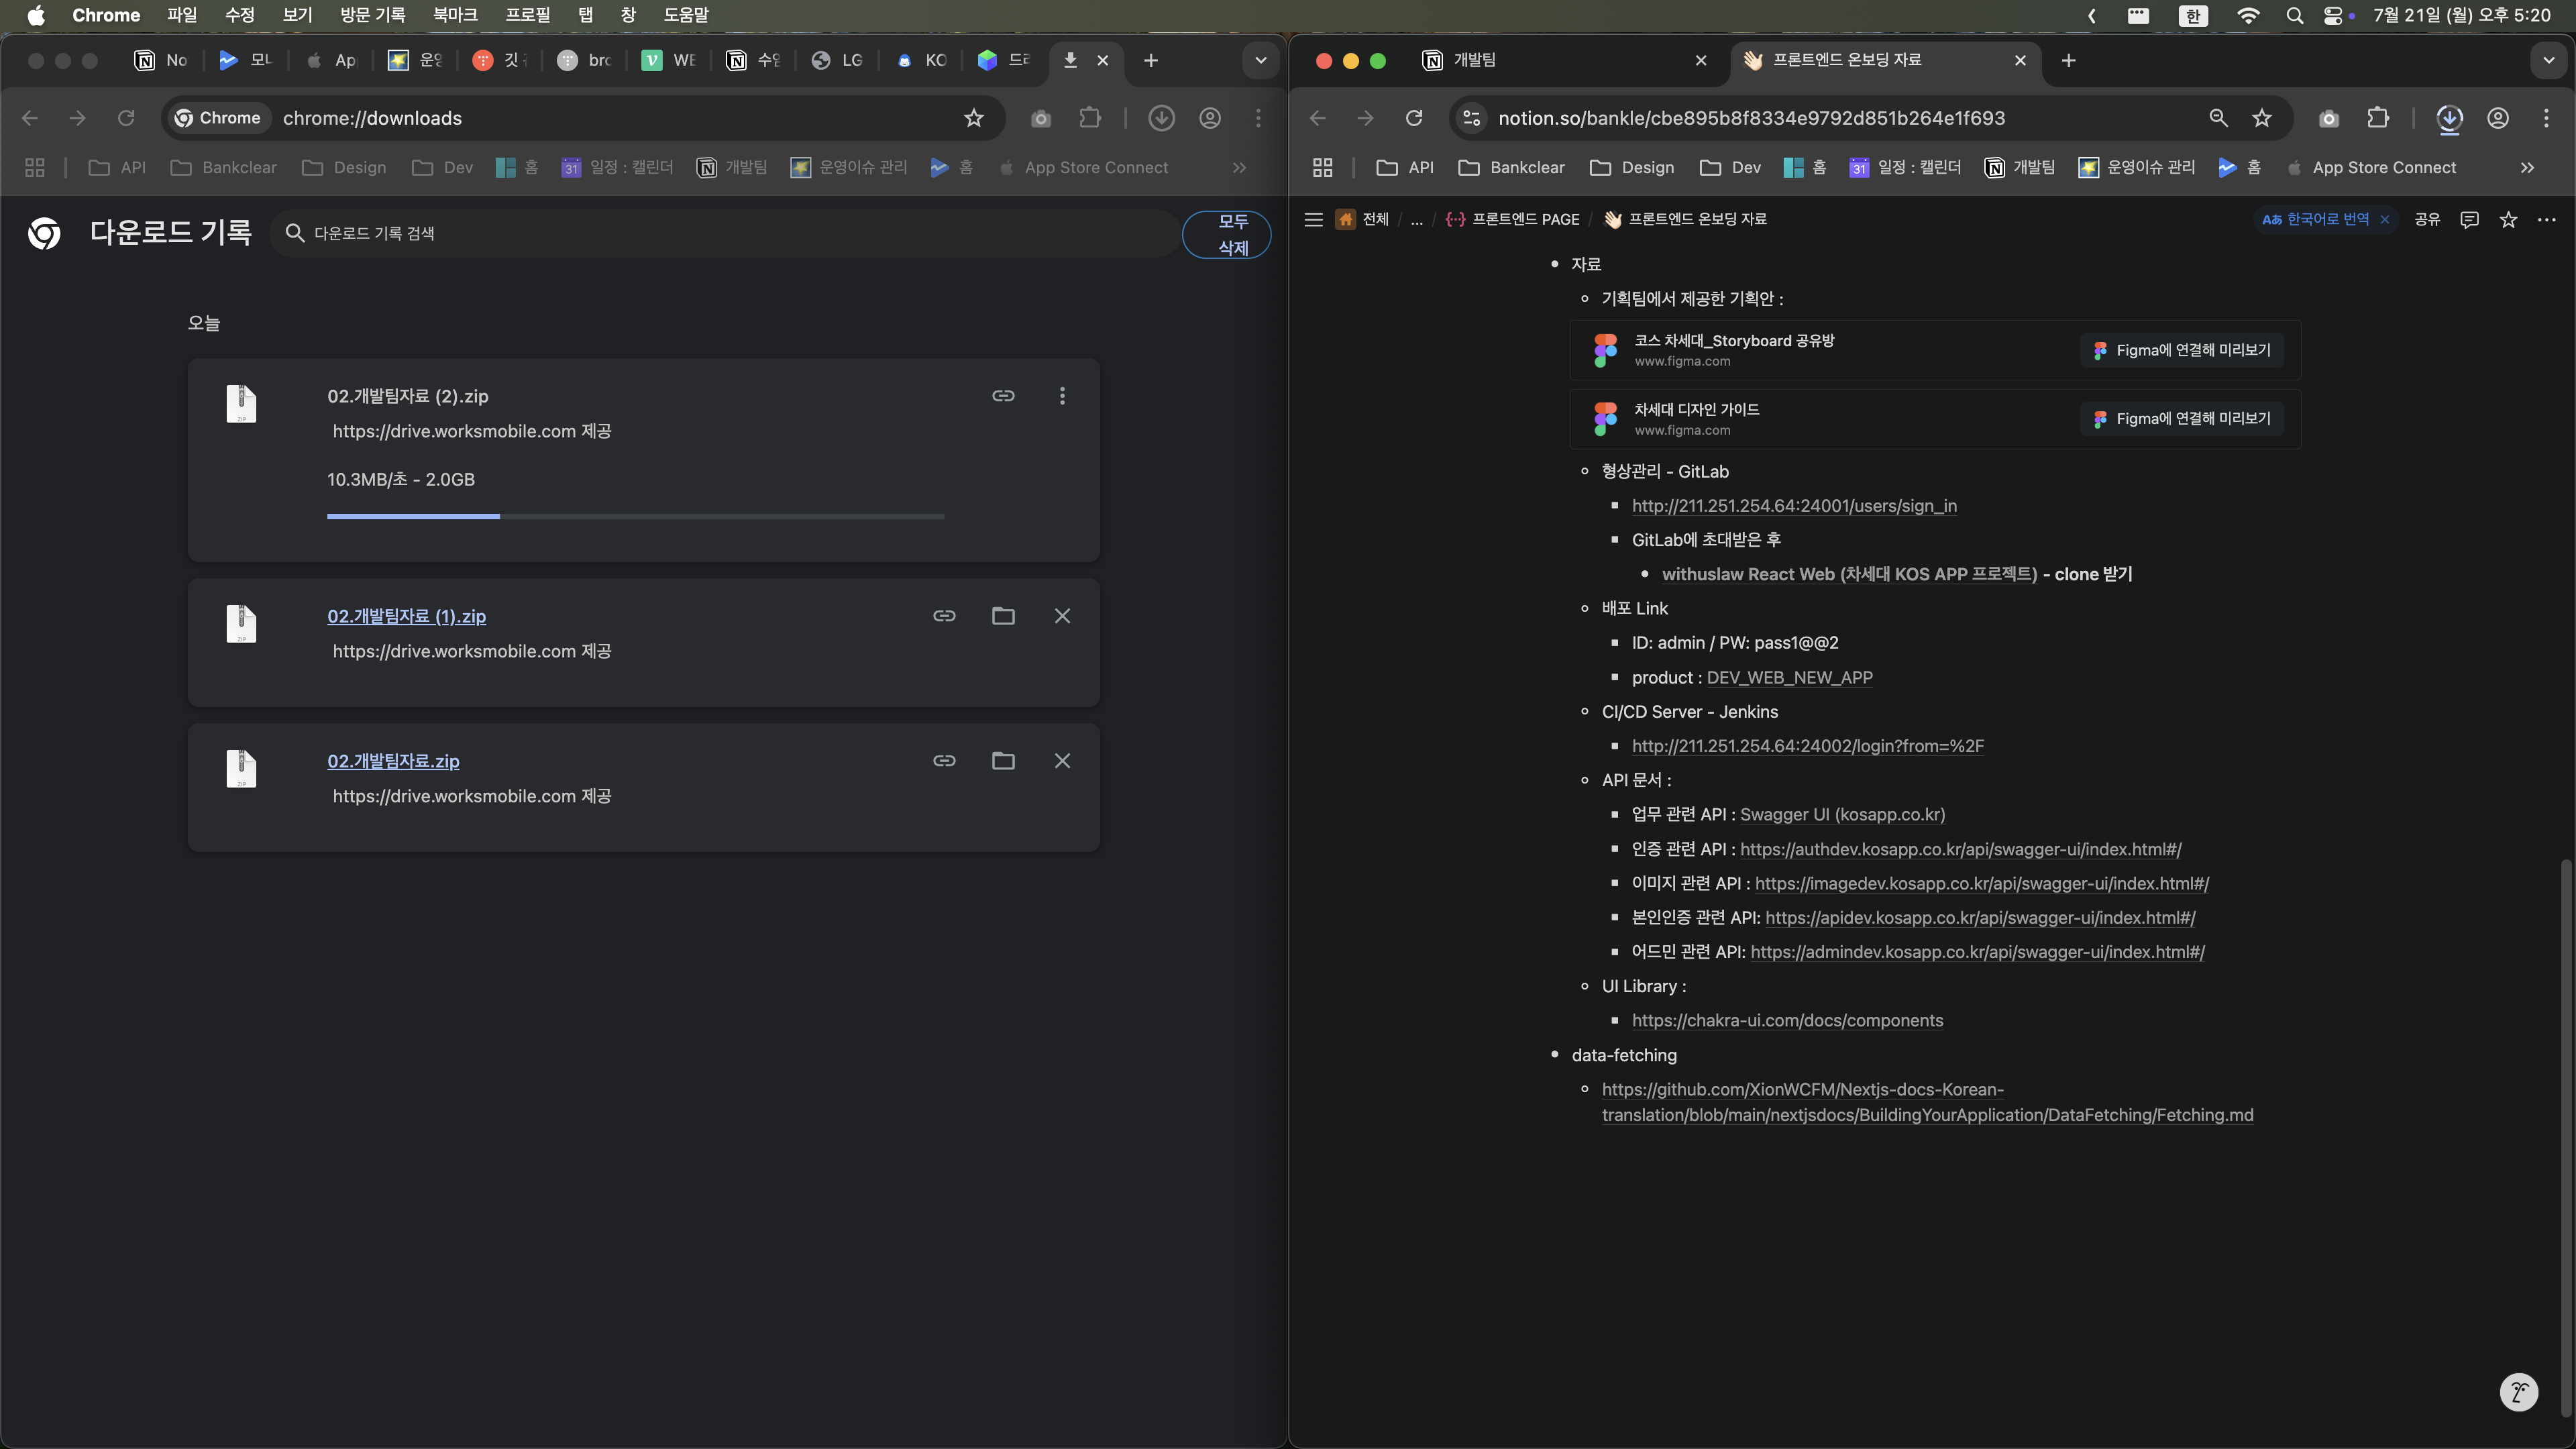 Chrome 파일 수정 보기 방문 기록 북마크 프로필 탭 창 도움말
한 7월 21일 (월) 오후 5:20
No 모니 Ap 운영 깃 brc WE 수임 LG KO 드라
Chrome chrome://downloads
API Bankclear Design Dev 홈 일정 : 캘린더 개발팀 운영이슈 관리 홈 App Store Connect
다운로드 기록
다운로드 기록 검색
모두
삭제
오늘
02.개발팀자료 (2).zip
https://drive.worksmobile.com 제공
10.3MB/초 - 2.0GB
02.개발팀자료 (1).zip
https://drive.worksmobile.com 제공
02.개발팀자료.zip
https://drive.worksmobile.com 제공
개발팀 프론트엔드 온보딩 자료
notion.so/bankle/cbe895b8f8334e9792d851b264e1f693
API Bankclear Design Dev 홈 31 일정 : 캘린더 개발팀 운영이슈 관리 홈 App Store Connect
전체 / ... / 프론트엔드 PAGE / 프론트엔드 온보딩 자료
한국어로 번역 공유
자료
기획팀에서 제공한 기획안 :
코스 차세대_Storyboard 공유방
www.figma.com
Figma에 연결해 미리보기
차세대 디자인 가이드
www.figma.com
Figma에 연결해 미리보기
형상관리 - GitLab
http://211.251.254.64:24001/users/sign_in
GitLab에 초대받은 후
withuslaw React Web (차세대 KOS APP 프로젝트) - clone 받기
배포 Link
ID: admin / PW: pass1@@2
product : DEV_WEB_NEW_APP
CI/CD Server - Jenkins
http://211.251.254.64:24002/login?from=%2F
API 문서 :
업무 관련 API : Swagger UI (kosapp.co.kr)
인증 관련 API : https://authdev.kosapp.co.kr/api/swagger-ui/index.html#/
이미지 관련 API : https://imagedev.kosapp.co.kr/api/swagger-ui/index.html#/
본인인증 관련 API: https://apidev.kosapp.co.kr/api/swagger-ui/index.html#/
어드민 관련 API: https://admindev.kosapp.co.kr/api/swagger-ui/index.html#/
UI Library :
https://chakra-ui.com/docs/components
data-fetching
https://github.com/XionWCFM/Nextjs-docs-Korean-
translation/blob/main/nextjsdocs/BuildingYourApplication/DataFetching/Fetching.md